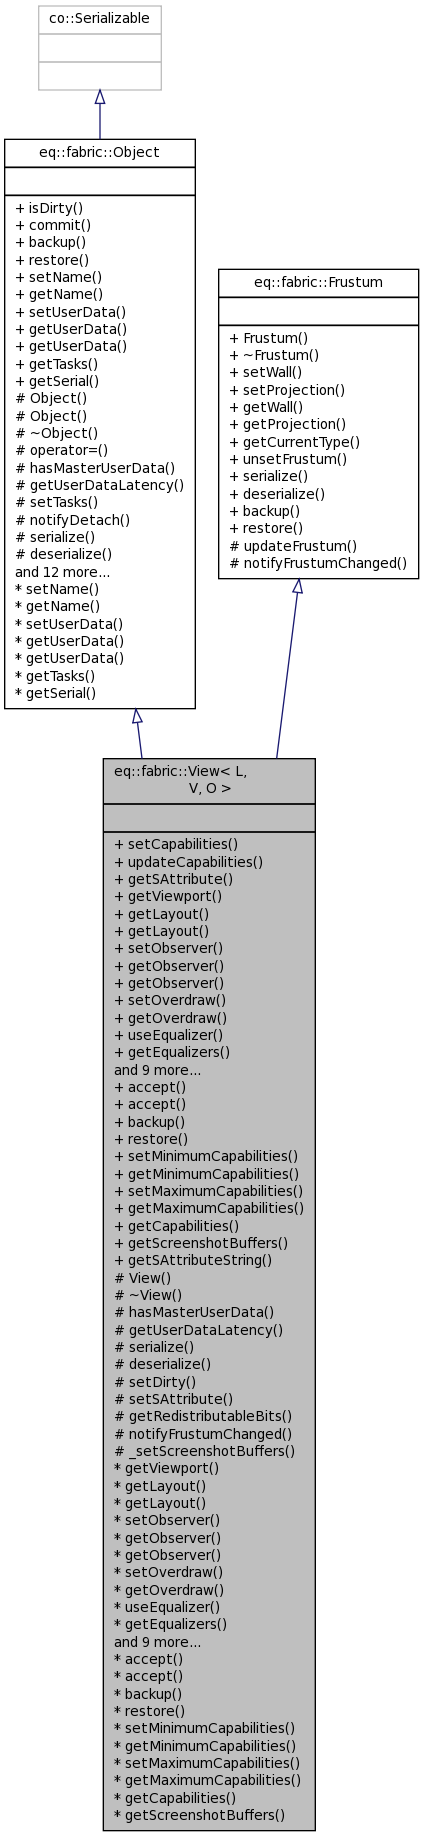 co::Serializable
eq::fabric::Object
+ isDirty()
+ commit()
+ backup()
+ restore()
+ setName()
+ getName()
+ setUserData()
+ getUserData()
+ getUserData()
+ getTasks()
+ getSerial()
# Object()
# Object()
# ~Object()
# operator=()
# hasMasterUserData()
# getUserDataLatency()
# setTasks()
# notifyDetach()
# serialize()
# deserialize()
and 12 more...
* setName()
* getName()
* setUserData()
* getUserData()
* getUserData()
* getTasks()
* getSerial()
eq::fabric::Frustum
+ Frustum()
+ ~Frustum()
+ setWall()
+ setProjection()
+ getWall()
+ getProjection()
+ getCurrentType()
+ unsetFrustum()
+ serialize()
+ deserialize()
+ backup()
+ restore()
# updateFrustum()
# notifyFrustumChanged()
eq::fabric::View< L,
V, O >
+ setCapabilities()
+ updateCapabilities()
+ getSAttribute()
+ getViewport()
+ getLayout()
+ getLayout()
+ setObserver()
+ getObserver()
+ getObserver()
+ setOverdraw()
+ getOverdraw()
+ useEqualizer()
+ getEqualizers()
and 9 more...
+ accept()
+ accept()
+ backup()
+ restore()
+ setMinimumCapabilities()
+ getMinimumCapabilities()
+ setMaximumCapabilities()
+ getMaximumCapabilities()
+ getCapabilities()
+ getScreenshotBuffers()
+ getSAttributeString()
# View()
# ~View()
# hasMasterUserData()
# getUserDataLatency()
# serialize()
# deserialize()
# setDirty()
# setSAttribute()
# getRedistributableBits()
# notifyFrustumChanged()
# _setScreenshotBuffers()
* getViewport()
* getLayout()
* getLayout()
* setObserver()
* getObserver()
* getObserver()
* setOverdraw()
* getOverdraw()
* useEqualizer()
* getEqualizers()
and 9 more...
* accept()
* accept()
* backup()
* restore()
* setMinimumCapabilities()
* getMinimumCapabilities()
* setMaximumCapabilities()
* getMaximumCapabilities()
* getCapabilities()
* getScreenshotBuffers()